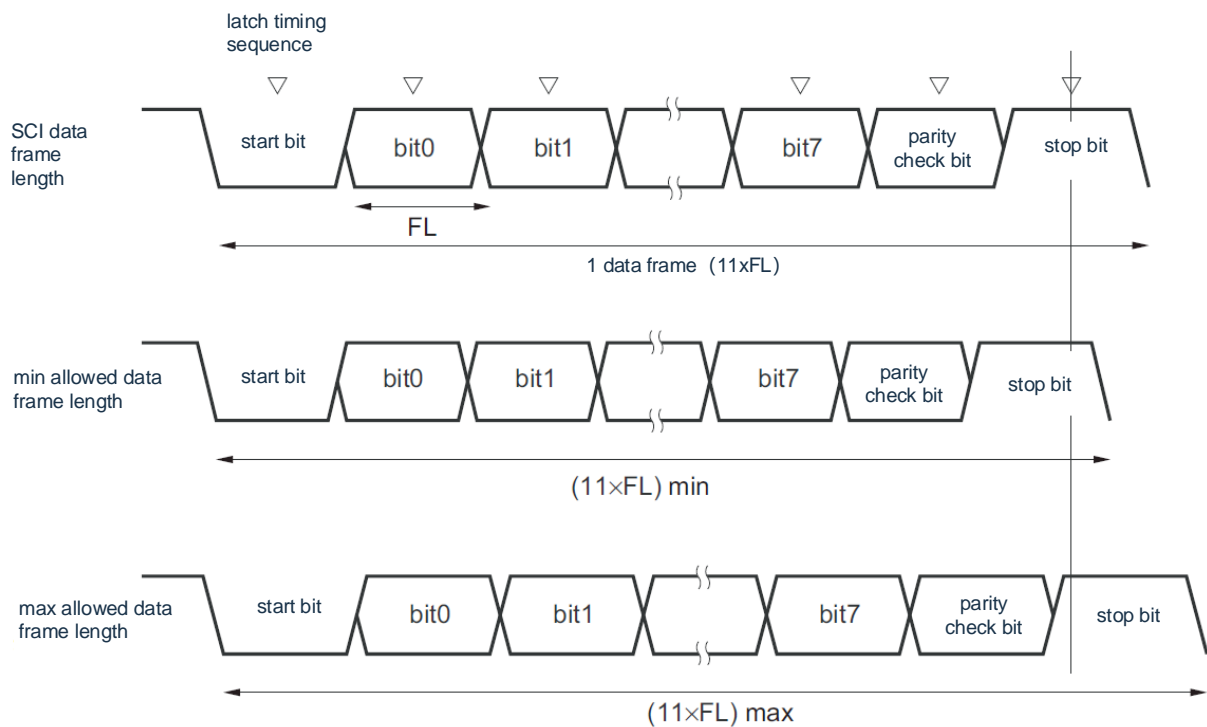 latch timing
sequence
SCI data
frame
length
start bit
bit0
bit1
bit7
parity
check bit
stop bit
FL
1 data frame (11xFL)
min allowed data
frame length
start bit
bit0
bit1
bit7
parity
check bit
stop bit
(11×FL) min
max allowed data
frame length
start bit
bit0
bit1
bit7
parity
check bit
stop bit
(11×FL) max